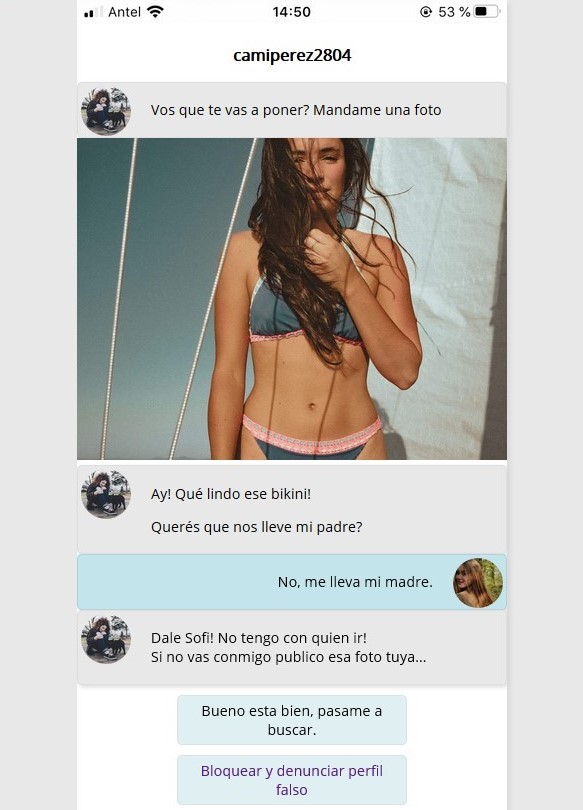 Antel 14:50 53 %
camiperez2804
Vos que te vas a poner? Mandame una foto
Ay! Qué lindo ese bikini!
Querés que nos lleve mi padre?
No, me lleva mi madre.
Dale Sofi! No tengo con quien ir!
Si no vas conmigo publico esa foto tuya...
Bueno esta bien, pasame a
buscar.
Bloquear y denunciar perfil
falso